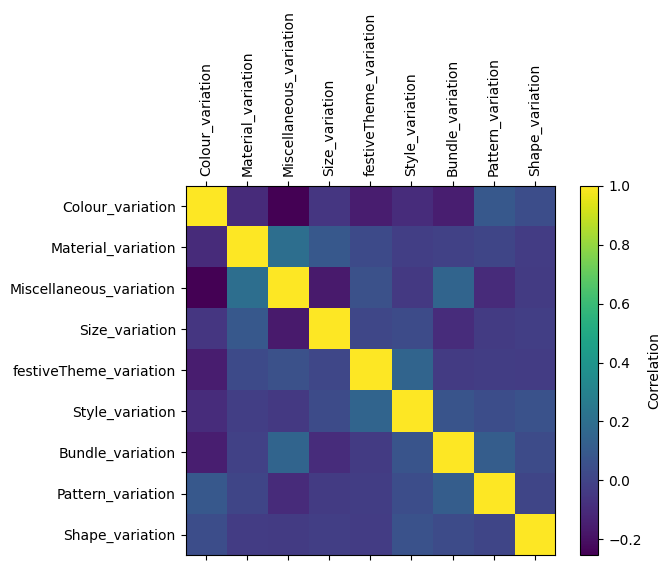 Colour_variation
Material_variation
Miscellaneous_variation
Size_variation
festiveTheme_variation
Style_variation
Bundle_variation
Pattern_variation
Shape_variation
Colour_variation
Material_variation
Miscellaneous_variation
Size_variation
festiveTheme_variation
Style_variation
Bundle_variation
Pattern_variation
Shape_variation
1.0
0.8
0.6
0.4
0.2
0.0
−0.2
Correlation